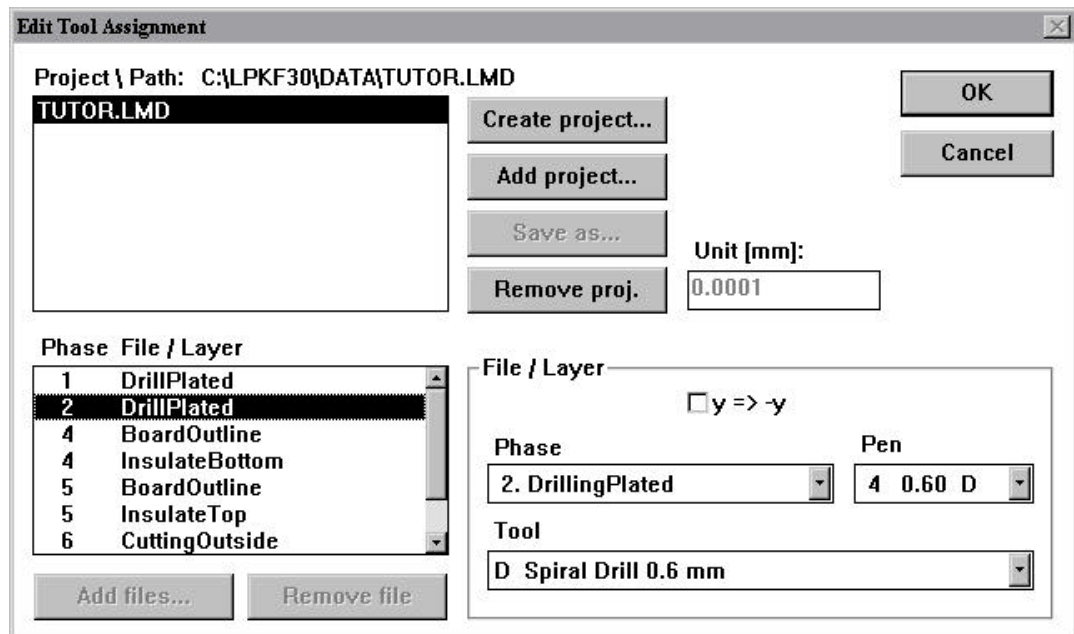 Edit Tool Assignment
Project \ Path: C:\LPKF30\DATA\TUTOR.LMD
TUTOR.LMD
Create project...
Add project...
Save as...
Remove proj.
OK
Cancel
Unit [mm]:
0.0001
Phase File / Layer
1 DrillPlated
2 DrillPlated
4 BoardOutline
4 InsulateBottom
5 BoardOutline
5 InsulateTop
6 CuttingOutside
Add files...
Remove file
File / Layer
y => -y
Phase
2. DrillingPlated
Pen
4 0.60 D
Tool
D Spiral Drill 0.6 mm